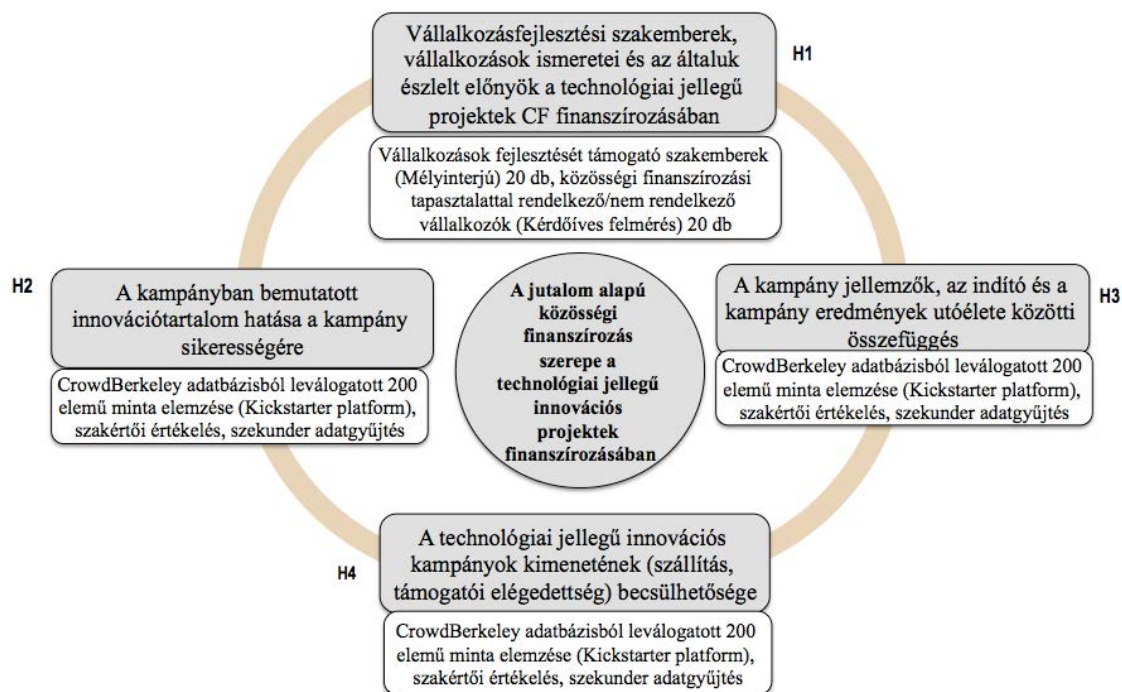 Vállalkozásfejlesztési szakemberek,
vállalkozások ismeretei és az általuk
észlelt előnyök a technológiai jellegű
projektek CF finanszírozásában
H1
Vállalkozások fejlesztését támogató szakemberek
(Mélyinterjú) 20 db, közösségi finanszírozási
tapasztalattal rendelkező/nem rendelkező
vállalkozók (Kérdőíves felmérés) 20 db
H2
A kampányban bemutatott
innovációtartalom hatása a kampány
sikerességére
CrowdBerkeley adatbázisból leválogatott 200
elemű minta elemzése (Kickstarter platform),
szakértői értékelés, szekunder adatgyűjtés
A jutalom alapú
közösségi
finanszírozás
szerepe a
technológiai jellegű
innovációs
projektek
finanszírozásában
H3
A kampány jellemzők, az indító és a
kampány eredmények utóélete közötti
összefüggés
CrowdBerkeley adatbázisból leválogatott 200
elemű minta elemzése (Kickstarter platform),
szakértői értékelés, szekunder adatgyűjtés
H4
A technológiai jellegű innovációs
kampányok kimenetének (szállítás,
támogatói elégedettség) becsülhetősége
CrowdBerkeley adatbázisból leválogatott 200
elemű minta elemzése (Kickstarter platform),
szakértői értékelés, szekunder adatgyűjtés